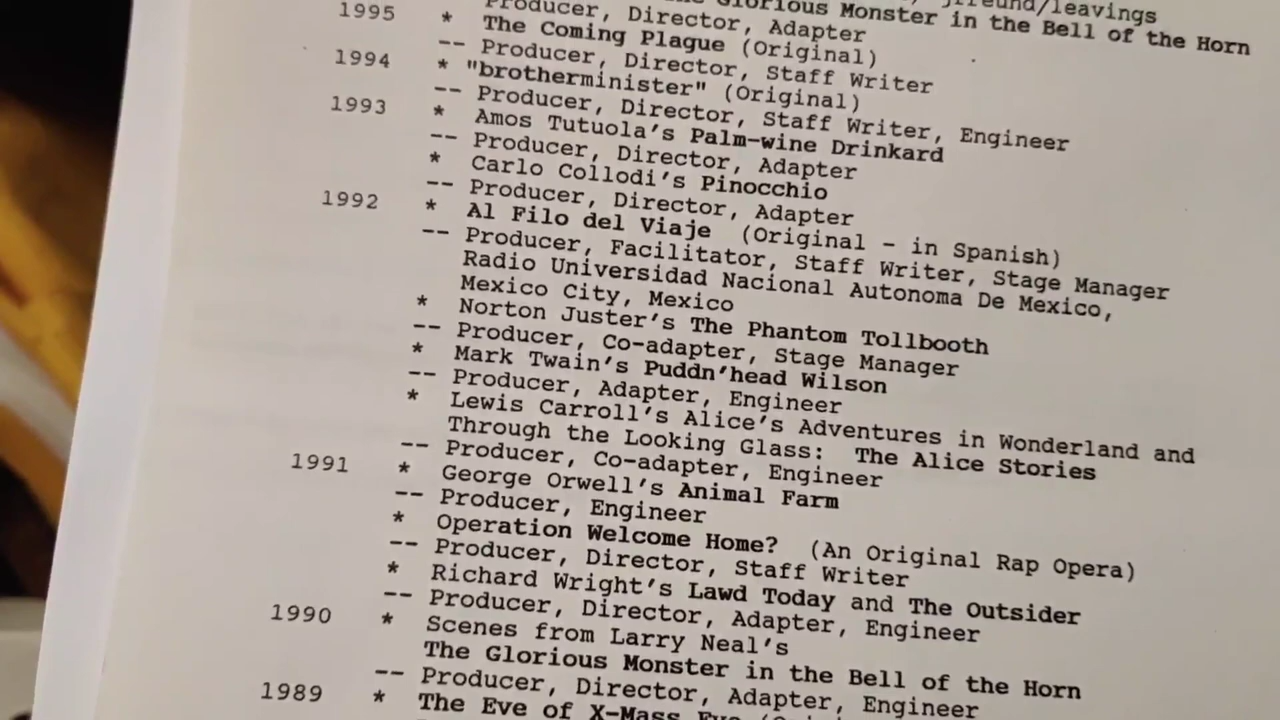 jfreund/leavings
Glorious Monster in the Bell of the Horn
Producer, Director, Adapter
1995 * The Coming Plague (Original)
-- Producer, Director, Staff Writer
1994 * "brotherminister" (Original)
-- Producer, Director, Staff Writer, Engineer
1993 * Amos Tutuola's Palm-wine Drinkard
-- Producer, Director, Adapter
* Carlo Collodi's Pinocchio
-- Producer, Director, Adapter
1992 * Al Filo del Viaje (Original - in Spanish)
-- Producer, Facilitator, Staff Writer, Stage Manager
Radio Universidad Nacional Autonoma De Mexico,
Mexico City, Mexico
* Norton Juster's The Phantom Tollbooth
-- Producer, Co-adapter, Stage Manager
* Mark Twain's Puddn'head Wilson
-- Producer, Adapter, Engineer
* Lewis Carroll's Alice's Adventures in Wonderland and
Through the Looking Glass: The Alice Stories
-- Producer, Co-adapter, Engineer
1991 * George Orwell's Animal Farm
-- Producer, Engineer
* Operation Welcome Home? (An Original Rap Opera)
-- Producer, Director, Staff Writer
* Richard Wright's Lawd Today and The Outsider
-- Producer, Director, Adapter, Engineer
1990 * Scenes from Larry Neal's
The Glorious Monster in the Bell of the Horn
-- Producer, Director, Adapter, Engineer
1989 * The Eve of X-Mass Eve